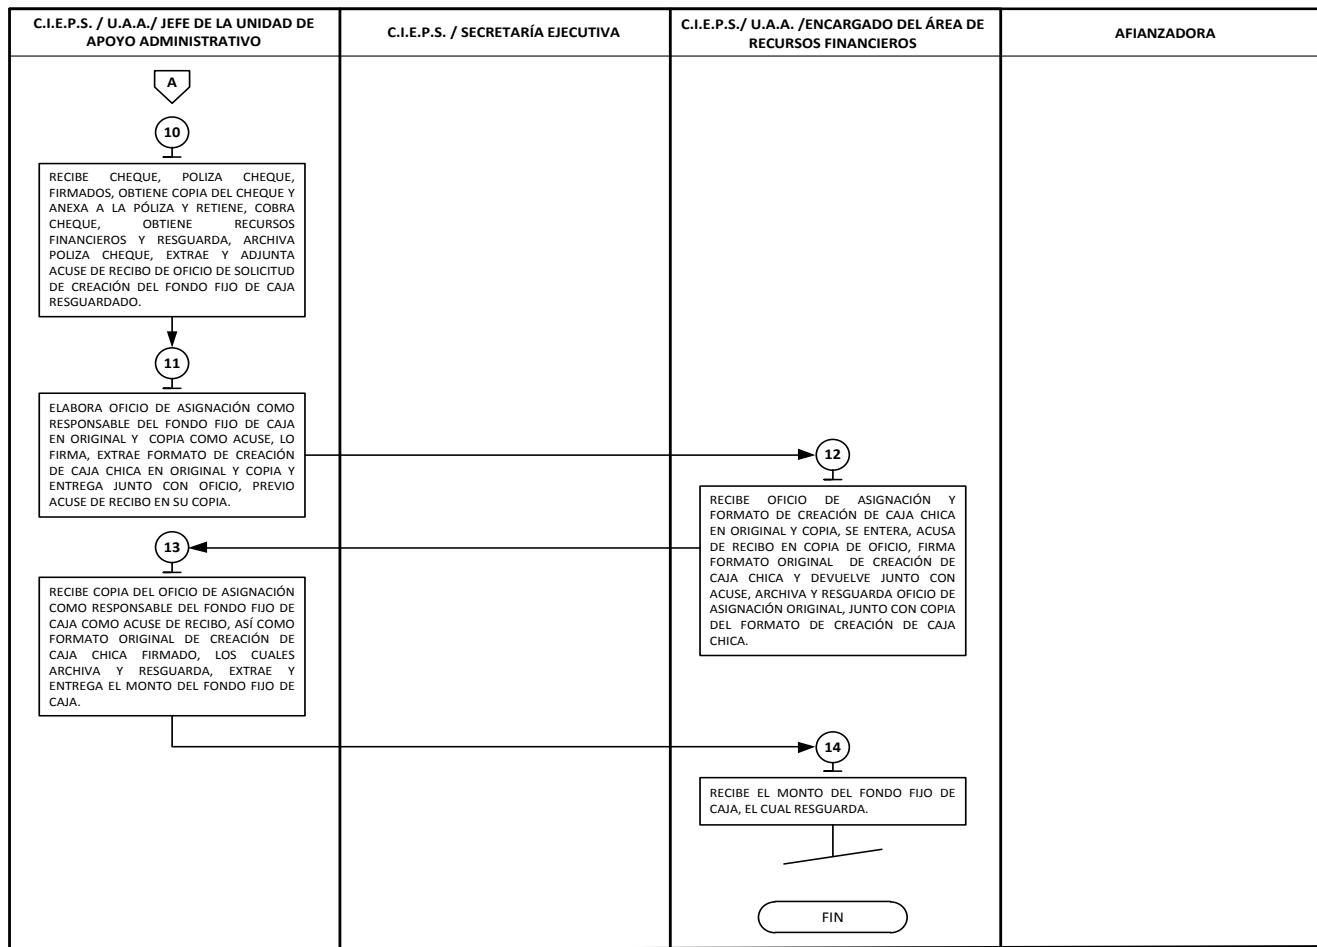 C.I.E.P.S. / U.A.A./ JEFE DE LA UNIDAD DE
APOYO ADMINISTRATIVO
C.I.E.P.S. / SECRETARÍA EJECUTIVA
C.I.E.P.S./ U.A.A. /ENCARGADO DEL ÁREA DE
RECURSOS FINANCIEROS
AFIANZADORA
A
10
RECIBE CHEQUE, POLIZA CHEQUE,
FIRMADOS, OBTIENE COPIA DEL CHEQUE Y
ANEXA A LA PÓLIZA Y RETIENE, COBRA
CHEQUE, OBTIENE RECURSOS
FINANCIEROS Y RESGUARDA, ARCHIVA
POLIZA CHEQUE, EXTRAE Y ADJUNTA
ACUSE DE RECIBO DE OFICIO DE SOLICITUD
DE CREACIÓN DEL FONDO FIJO DE CAJA
RESGUARDADO.
11
ELABORA OFICIO DE ASIGNACIÓN COMO
RESPONSABLE DEL FONDO FIJO DE CAJA
EN ORIGINAL Y COPIA COMO ACUSE, LO
FIRMA, EXTRAE FORMATO DE CREACIÓN
DE CAJA CHICA EN ORIGINAL Y COPIA Y
ENTREGA JUNTO CON OFICIO, PREVIO
ACUSE DE RECIBO EN SU COPIA.
12
RECIBE OFICIO DE ASIGNACIÓN Y
FORMATO DE CREACIÓN DE CAJA CHICA
EN ORIGINAL Y COPIA, SE ENTERA, ACUSA
DE RECIBO EN COPIA DE OFICIO, FIRMA
FORMATO ORIGINAL DE CREACIÓN DE
CAJA CHICA Y DEVUELVE JUNTO CON
ACUSE, ARCHIVA Y RESGUARDA OFICIO DE
ASIGNACIÓN ORIGINAL, JUNTO CON COPIA
DEL FORMATO DE CREACIÓN DE CAJA
CHICA.
13
RECIBE COPIA DEL OFICIO DE ASIGNACIÓN
COMO RESPONSABLE DEL FONDO FIJO DE
CAJA COMO ACUSE DE RECIBO, ASÍ COMO
FORMATO ORIGINAL DE CREACIÓN DE
CAJA CHICA FIRMADO, LOS CUALES
ARCHIVA Y RESGUARDA, EXTRAE Y
ENTREGA EL MONTO DEL FONDO FIJO DE
CAJA.
14
RECIBE EL MONTO DEL FONDO FIJO DE
CAJA, EL CUAL RESGUARDA.
FIN